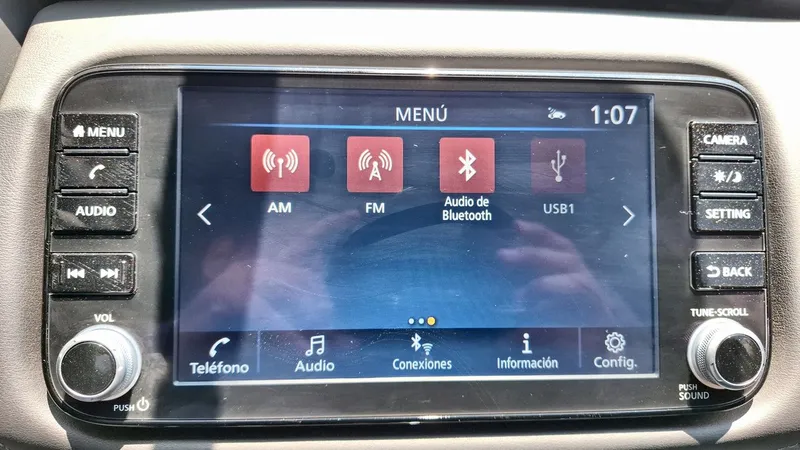 MENU
AUDIO
VOL
PUSH
MENÚ
1:07
AM
FM
Audio de
Bluetooth
USB1
Teléfono
Audio
Conexiones
Información
Config.
CAMERA
SETTING
BACK
TUNE·SCROLL
PUSH
SOUND